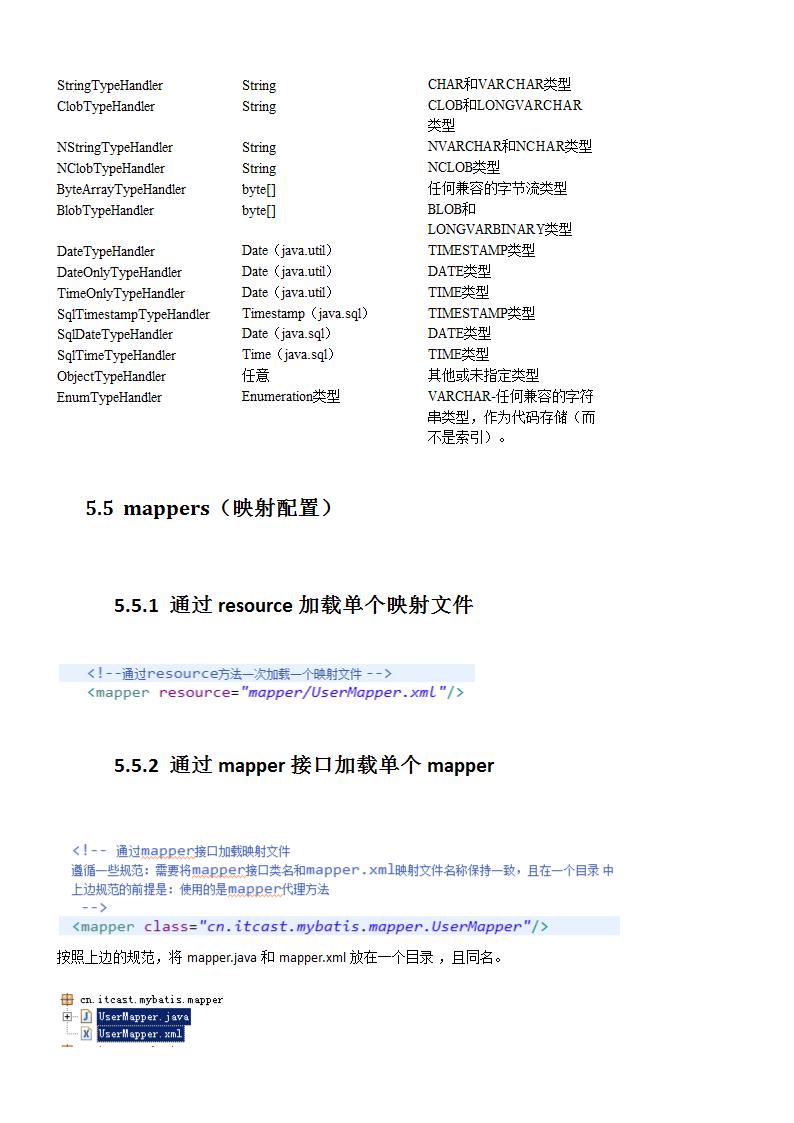 StringTypeHandler String CHAR和VARCHAR类型
ClobTypeHandler String CLOB和LONGVARCHAR
类型
NStringTypeHandler String NVARCHAR和NCHAR类型
NClobTypeHandler String NCLOB类型
ByteArrayTypeHandler byte[] 任何兼容的字节流类型
BlobTypeHandler byte[] BLOB和
LONGVARBINARY类型
DateTypeHandler Date（java.util） TIMESTAMP类型
DateOnlyTypeHandler Date（java.util） DATE类型
TimeOnlyTypeHandler Date（java.util） TIME类型
SqlTimestampTypeHandler Timestamp（java.sql） TIMESTAMP类型
SqlDateTypeHandler Date（java.sql） DATE类型
SqlTimeTypeHandler Time（java.sql） TIME类型
ObjectTypeHandler 任意 其他或未指定类型
EnumTypeHandler Enumeration类型 VARCHAR-任何兼容的字符
串类型，作为代码存储（而
不是索引）。
5.5 mappers（映射配置）
5.5.1 通过 resource 加载单个映射文件
<!--通过resource方法一次加载一个映射文件 -->
<mapper resource="mapper/UserMapper.xml"/>
5.5.2 通过 mapper 接口加载单个 mapper
<!-- 通过mapper接口加载映射文件
遵循一些规范：需要将mapper接口类名和mapper.xml映射文件名称保持一致，且在一个目录 中
上边规范的前提是：使用的是mapper代理方法
-->
<mapper class="cn.itcast.mybatis.mapper.UserMapper"/>
按照上边的规范，将 mapper.java 和 mapper.xml 放在一个目录 ，且同名。
cn.itcast.mybatis.mapper
UserMapper.java
UserMapper.xml